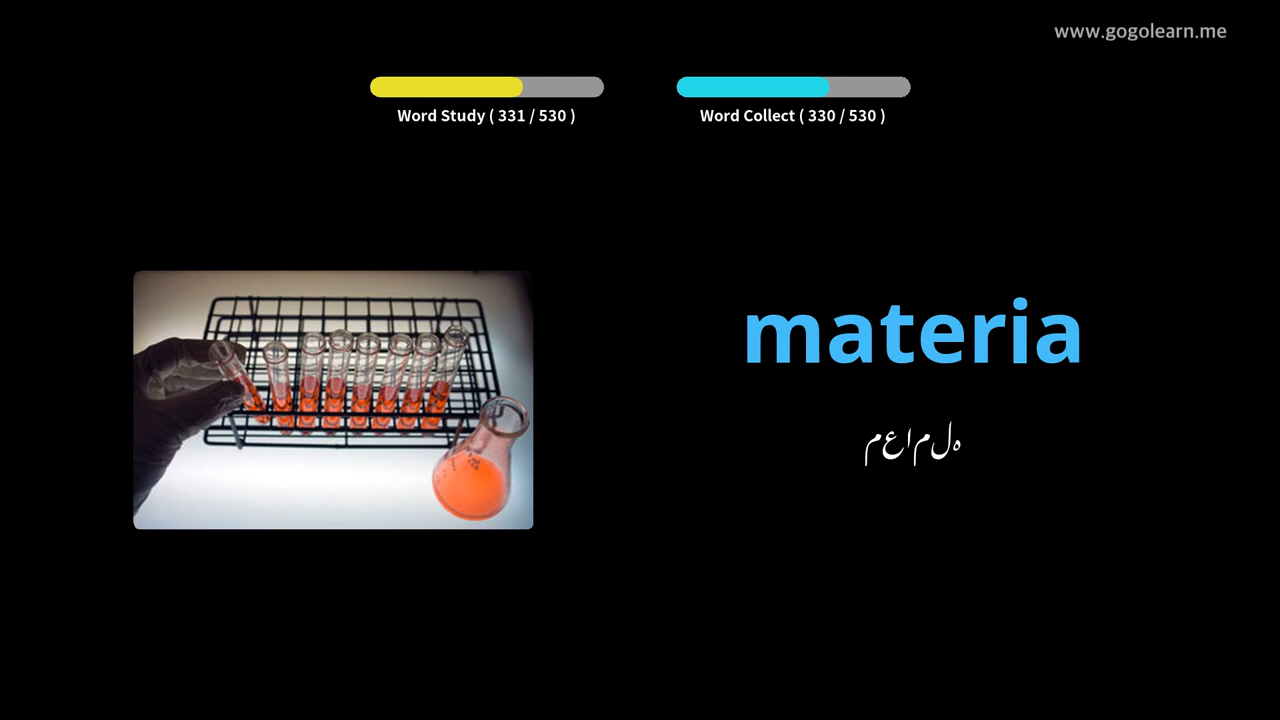 www.gogolearn.me
Word Study ( 331 / 530 )
Word Collect ( 330 / 530 )
materia
معاملہ